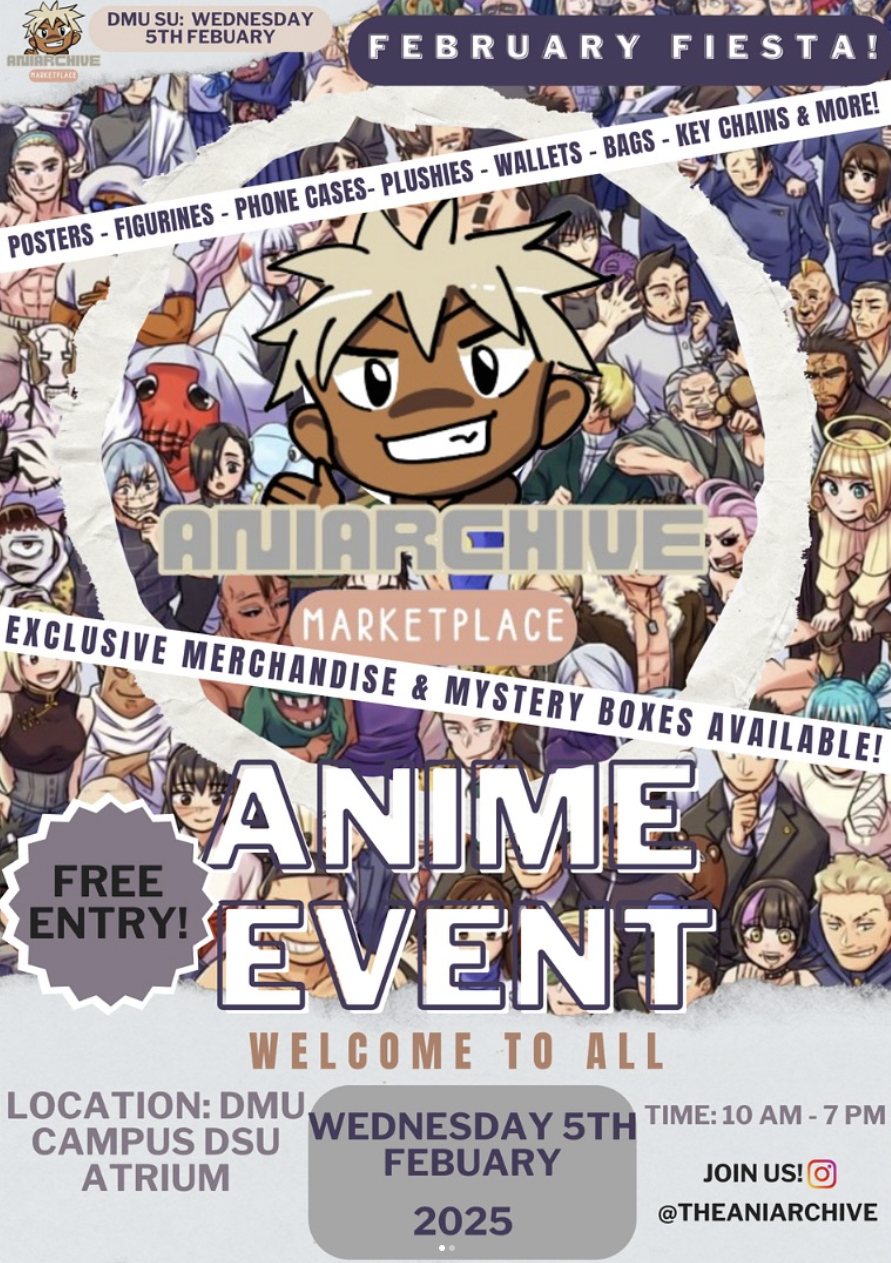 DMU SU: WEDNESDAY
5TH FEBUARY
ANIARCHIVE
MARKETPLACE
FEBRUARY FIESTA!
POSTERS - FIGURINES - PHONE CASES- PLUSHIES - WALLETS - BAGS - KEY CHAINS & MORE!
ANIARCHIVE
MARKETPLACE
EXCLUSIVE MERCHANDISE & MYSTERY BOXES AVAILABLE!
ANIME
EVENT
FREE
ENTRY!
WELCOME TO ALL
LOCATION: DMU
CAMPUS DSU
ATRIUM
WEDNESDAY 5TH
FEBUARY
2025
TIME: 10 AM - 7 PM
JOIN US!
@THEANIARCHIVE